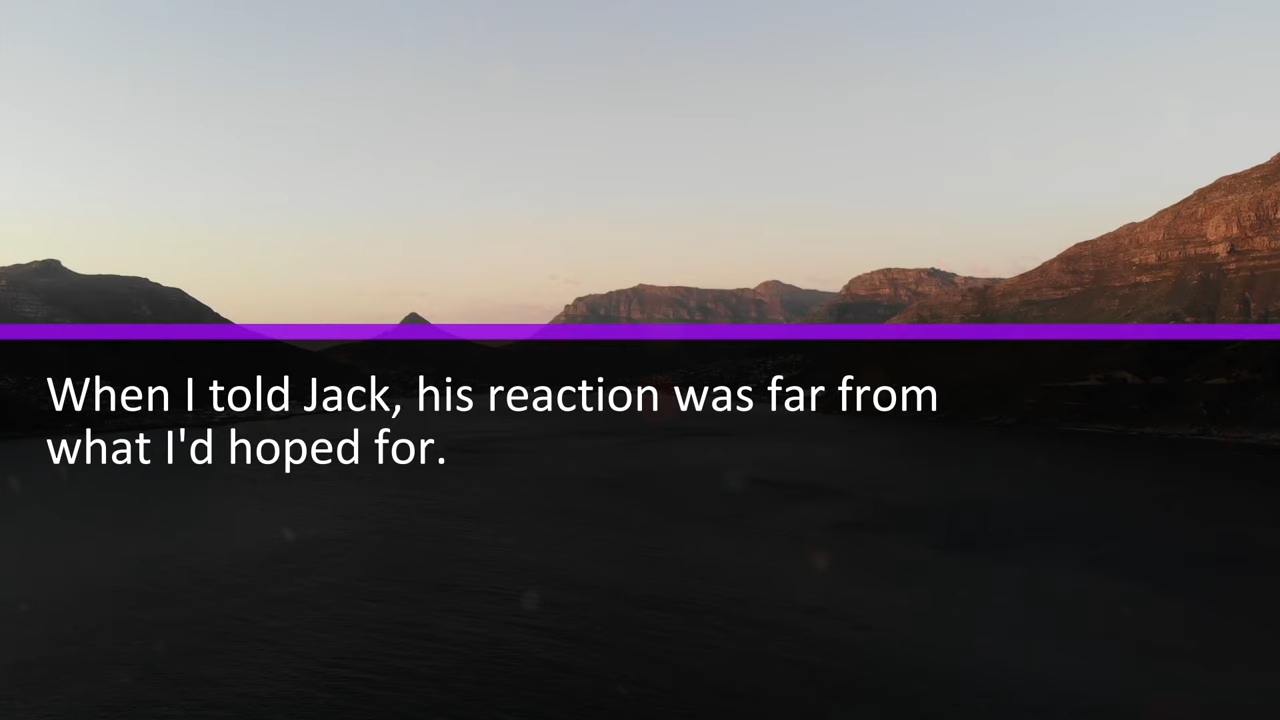 When I told Jack, his reaction was far from
what I'd hoped for.